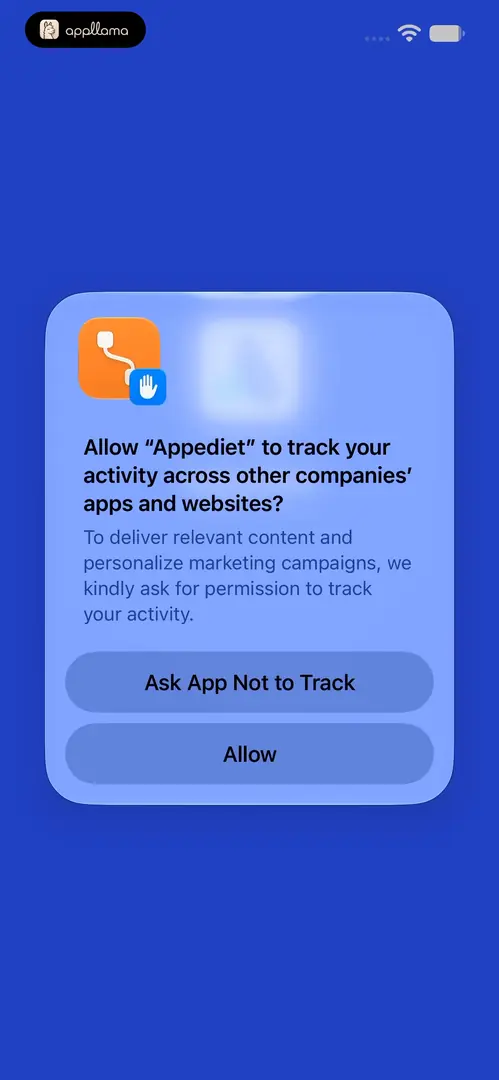 appllama
Allow “Appediet” to track your
activity across other companies’
apps and websites?
To deliver relevant content and
personalize marketing campaigns, we
kindly ask for permission to track
your activity.
Ask App Not to Track
Allow